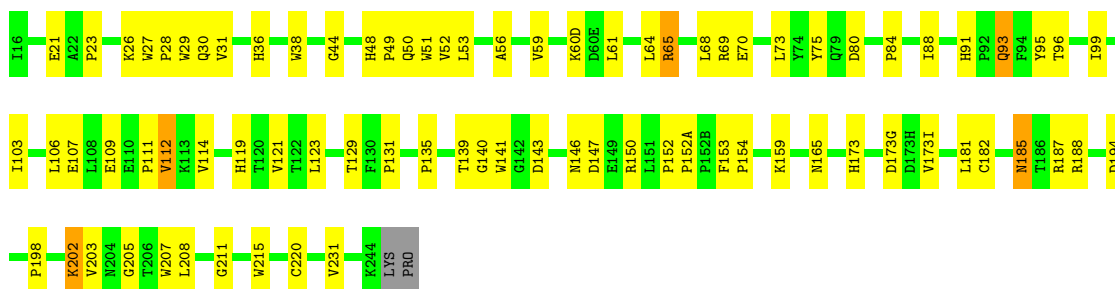 I16 E21 A22 P23 K26 W27 P28 W29 Q30 V31 H36 W38 G44 H48 P49 Q50 W51 V52 L53 A56 V59 K60D D60E L61 L64 R65 L68 R69 E70 L73 Y74 Y75 Q79 D80 P84 I88 H91 P92 Q93 F94 Y95 T96 I99
I103 L106 E107 L108 E109 E110 P111 V112 K113 V114 H119 T120 V121 T122 L123 T129 F130 P131 P135 T139 G140 W141 G142 D143 N146 D147 E149 R150 L151 P152 P152A P152B F153 P154 K159 N165 H173 D173G D173H V173I L181 C182 N185 T186 R187 R188 D194
P198 K202 V203 N204 G205 T206 W207 L208 G211 W215 C220 V231 K244 LYS PRO